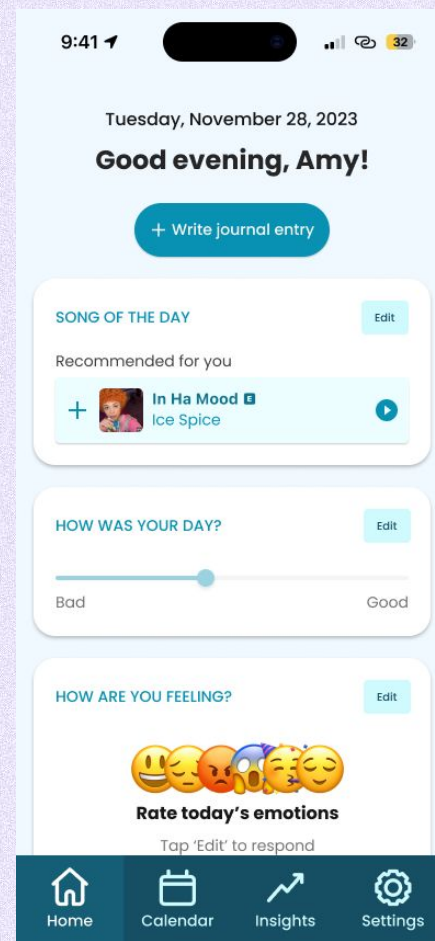 9:41
32
Tuesday, November 28, 2023
Good evening, Amy!
+ Write journal entry
SONG OF THE DAY
Edit
Recommended for you
In Ha Mood E
Ice Spice
HOW WAS YOUR DAY?
Edit
Bad
Good
HOW ARE YOU FEELING?
Edit
Rate today's emotions
Tap ‘Edit’ to respond
Home
Calendar
Insights
Settings